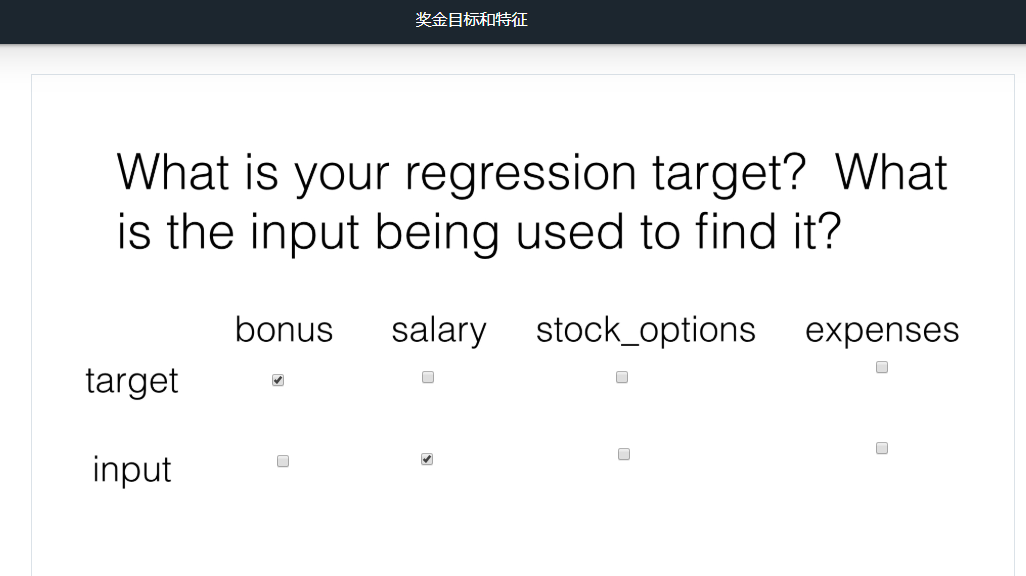 奖金目标和特征
What is your regression target? What
is the input being used to find it?
bonus salary stock_options expenses
target
input